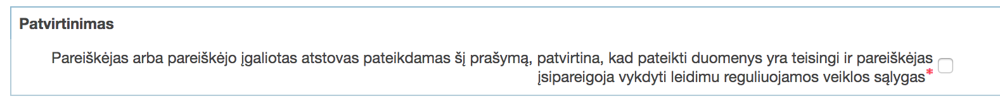 Patvirtinimas
Pareiškėjas arba pareiškėjo įgaliotas atstovas pateikdamas šį prašymą, patvirtina, kad pateikti duomenys yra teisingi ir pareiškėjas
įsipareigoja vykdyti leidimu reguliuojamos veiklos sąlygas*